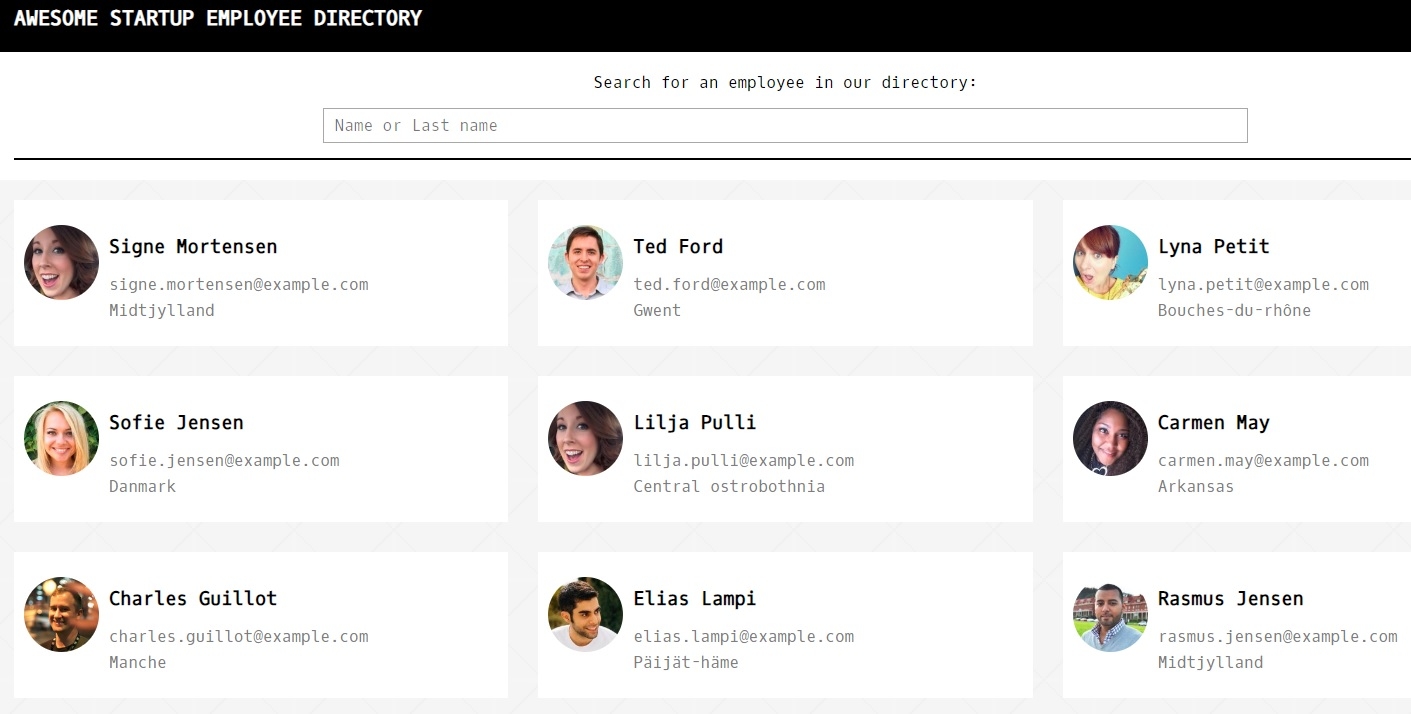 AWESOME STARTUP EMPLOYEE DIRECTORY
Search for an employee in our directory:
Name or Last name
Signe Mortensen
signe.mortensen@example.com
Midtjylland
Ted Ford
ted.ford@example.com
Gwent
Lyna Petit
lyna.petit@example.com
Bouches-du-rhône
Sofie Jensen
sofie.jensen@example.com
Danmark
Lilja Pulli
lilja.pulli@example.com
Central ostrobothnia
Carmen May
carmen.may@example.com
Arkansas
Charles Guillot
charles.guillot@example.com
Manche
Elias Lampi
elias.lampi@example.com
Päijät-häme
Rasmus Jensen
rasmus.jensen@example.com
Midtjylland